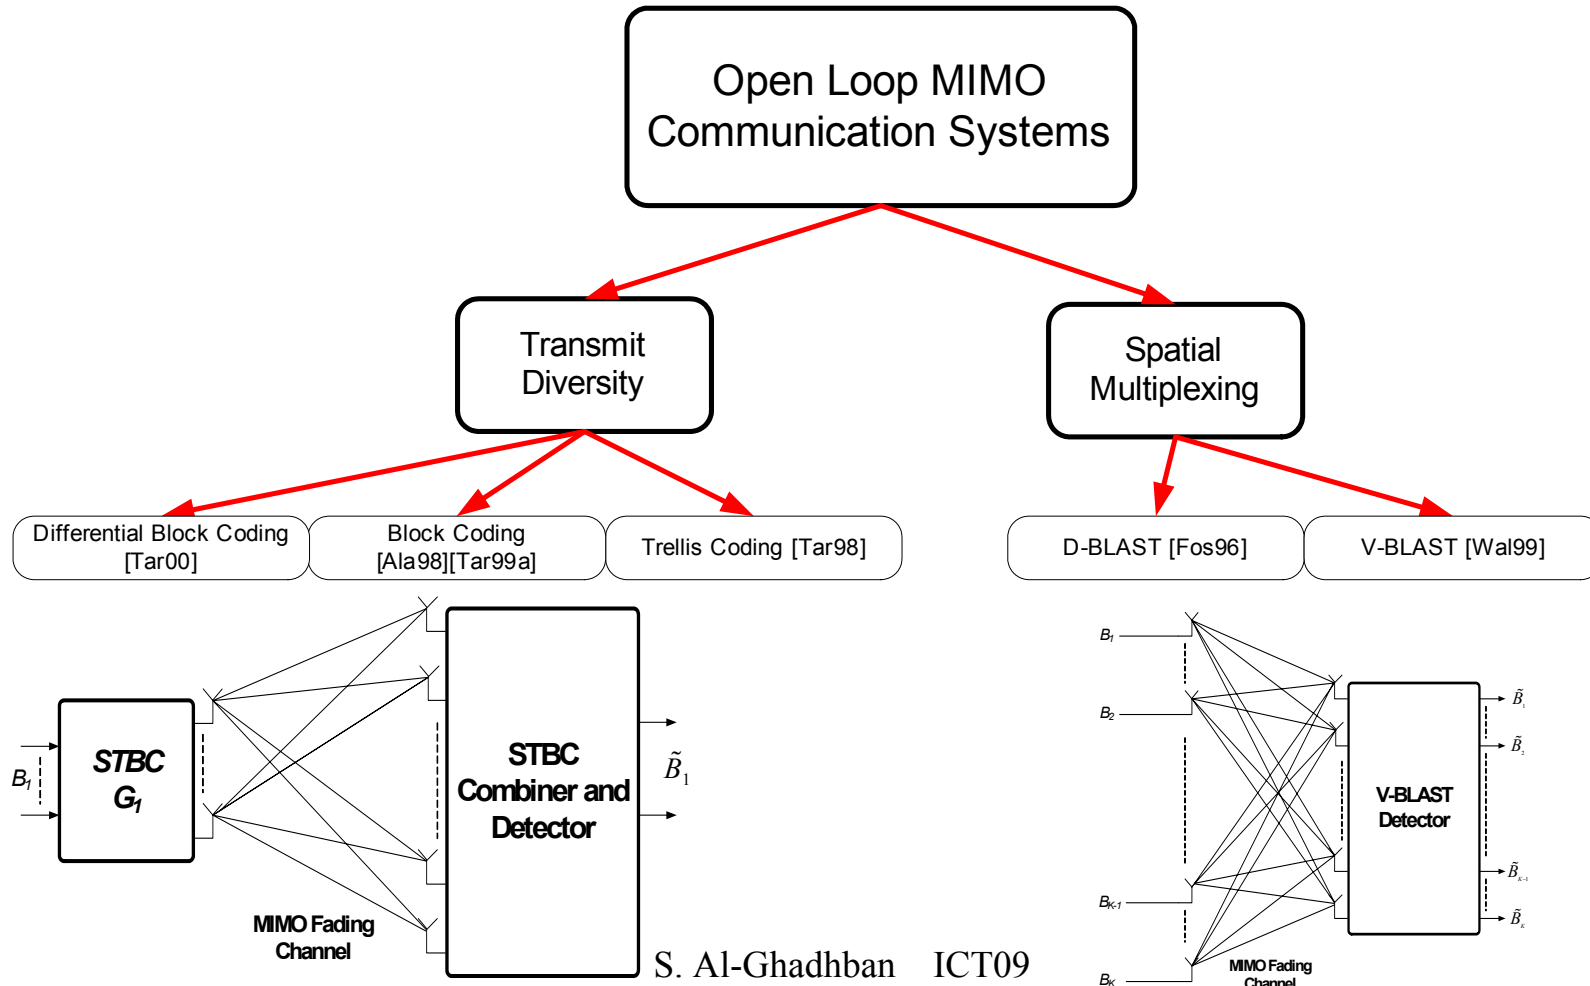 Open Loop MIMO
Communication Systems
Transmit
Diversity
Spatial
Multiplexing
Differential Block Coding
[Tar00]
Block Coding
[Ala98][Tar99a]
Trellis Coding [Tar98]
D-BLAST [Fos96]
V-BLAST [Wal99]
B₁
STBC
G₁
MIMO Fading
Channel
STBC
Combiner and
Detector
B̃₁
B₁
B₂
Bₖ₋₁
Bₖ
MIMO Fading
Channel
V-BLAST
Detector
B̃₁
B̃₂
B̃ₖ₋₁
B̃ₖ
S. Al-Ghadhban ICT09